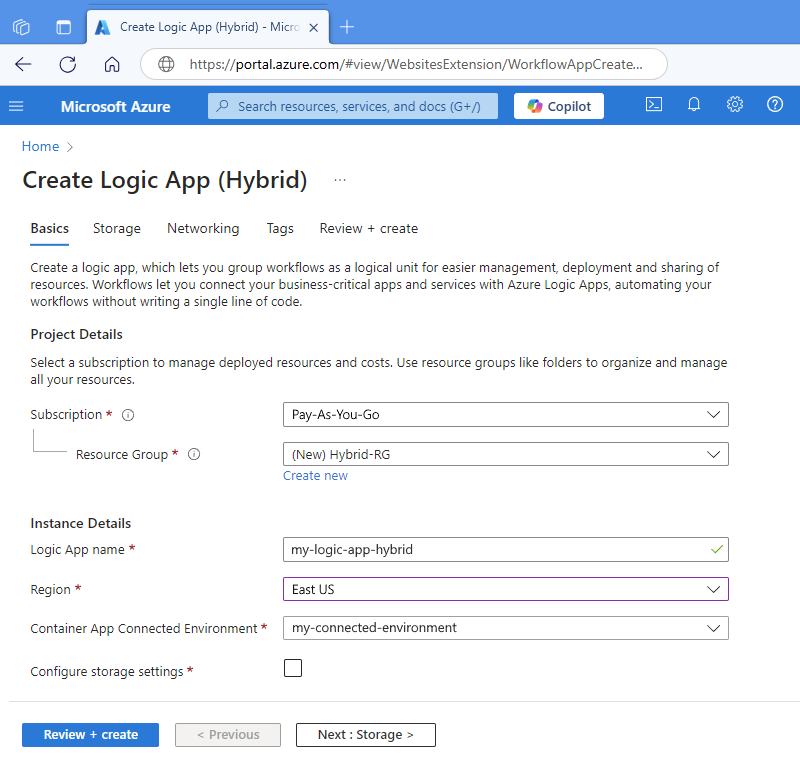 Create Logic App (Hybrid) - Micro
https://portal.azure.com/#view/WebsitesExtension/WorkflowAppCreate...
Microsoft Azure
Search resources, services, and docs (G+/)
Copilot
Home
Create Logic App (Hybrid)
...
Basics Storage Networking Tags Review + create
Create a logic app, which lets you group workflows as a logical unit for easier management, deployment and sharing of
resources. Workflows let you connect your business-critical apps and services with Azure Logic Apps, automating your
workflows without writing a single line of code.
Project Details
Select a subscription to manage deployed resources and costs. Use resource groups like folders to organize and manage
all your resources.
Subscription *
Pay-As-You-Go
Resource Group *
(New) Hybrid-RG
Create new
Instance Details
Logic App name *
my-logic-app-hybrid
Region *
East US
Container App Connected Environment *
my-connected-environment
Configure storage settings *
Review + create
< Previous
Next : Storage >